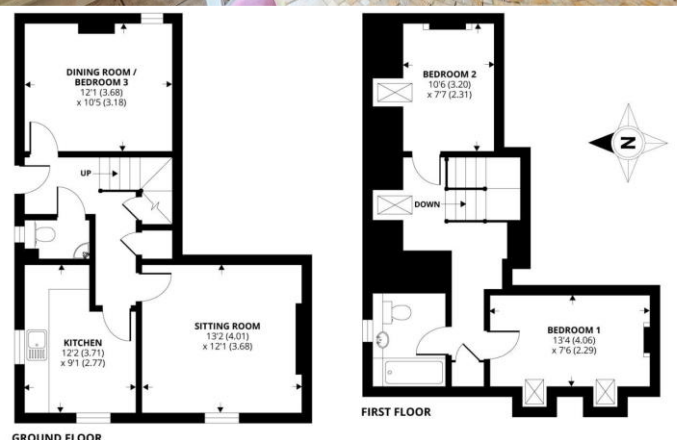 DINING ROOM /
BEDROOM 3
12'1 (3.68)
x 10'5 (3.18)
UP
KITCHEN
12'2 (3.71)
x 9'1 (2.77)
SITTING ROOM
13'2 (4.01)
x 12'1 (3.68)
GROUND FLOOR
BEDROOM 2
10'6 (3.20)
x 7'7 (2.31)
DOWN
BEDROOM 1
13'4 (4.06)
x 7'6 (2.29)
FIRST FLOOR
N